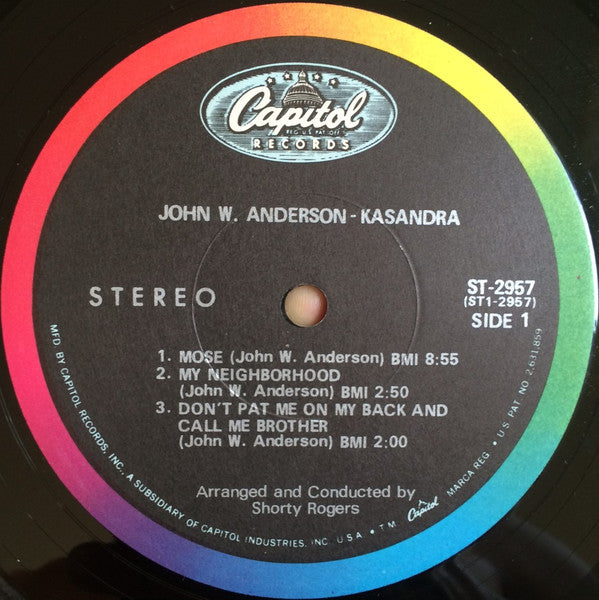 Capitol
REG. U.S. PAT. OFF.
RECORDS
JOHN W. ANDERSON - KASANDRA
STEREO
ST-2957
(ST1-2957)
SIDE 1
1. MOSE (John W. Anderson) BMI 8:55
2. MY NEIGHBORHOOD
(John W. Anderson) BMI 2:50
3. DON'T PAT ME ON MY BACK AND
CALL ME BROTHER
(John W. Anderson) BMI 2:00
Arranged and Conducted by
Shorty Rogers
MFD. BY CAPITOL RECORDS, INC., A SUBSIDIARY OF CAPITOL INDUSTRIES, INC. U.S.A. • T.M. Capitol MARCA REG. • U.S. PAT. NO. 2,631,859